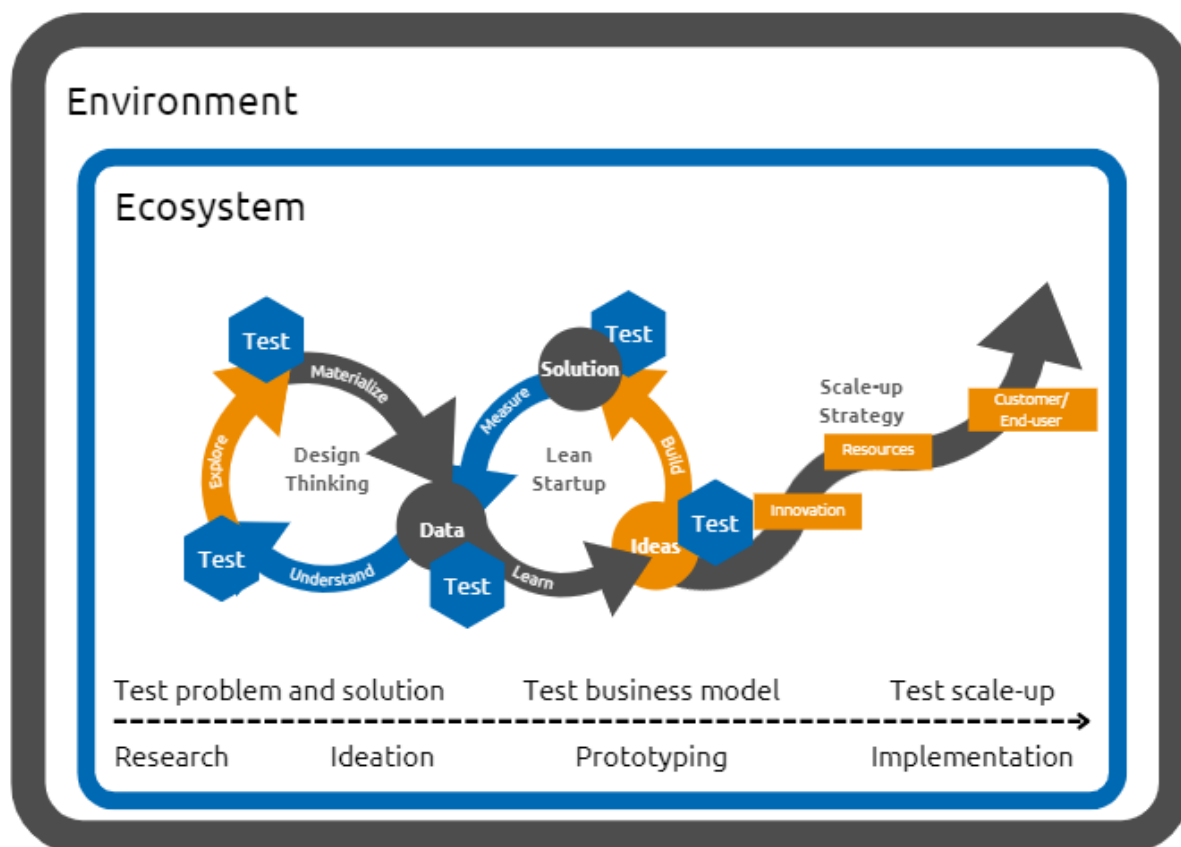 Environment
Ecosystem
Test
Materialize
Explore
Design
Thinking
Test
Understand
Data
Test
Measure
Solution
Test
Lean
Startup
Build
Learn
Ideas
Test
Scale-up
Strategy
Innovation
Resources
Customer/
End-user
Test problem and solution
Test business model
Test scale-up
Research
Ideation
Prototyping
Implementation